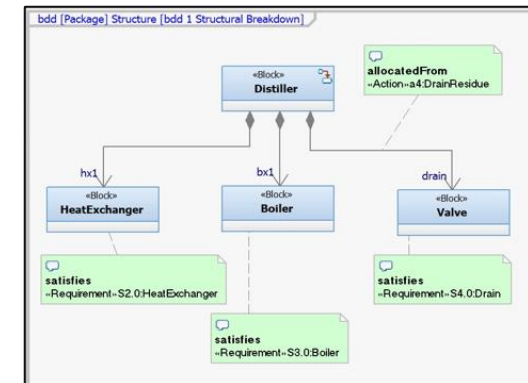 bdd [Package] Structure [bdd 1 Structural Breakdown]
allocatedFrom
«Action»a4:DrainResidue
«Block»
Distiller
hx1
bx1
drain
«Block»
HeatExchanger
«Block»
Boiler
«Block»
Valve
satisfies
«Requirement»S2.0:HeatExchanger
satisfies
«Requirement»S4.0:Drain
satisfies
«Requirement»S3.0:Boiler